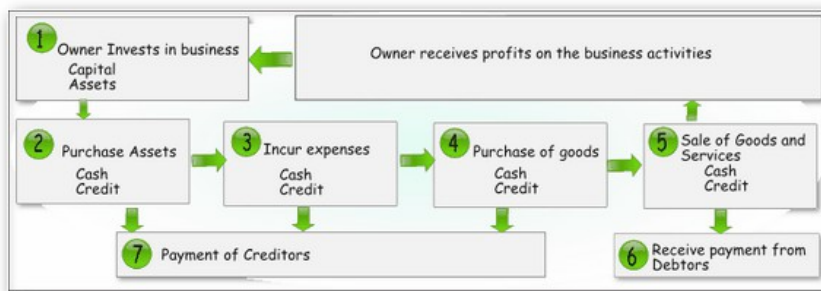 1
Owner Invests in business
Capital
Assets
Owner receives profits on the business activities
2
Purchase Assets
Cash
Credit
3
Incur expenses
Cash
Credit
4
Purchase of goods
Cash
Credit
5
Sale of Goods and
Services
Cash
Credit
7
Payment of Creditors
6
Receive payment from
Debtors